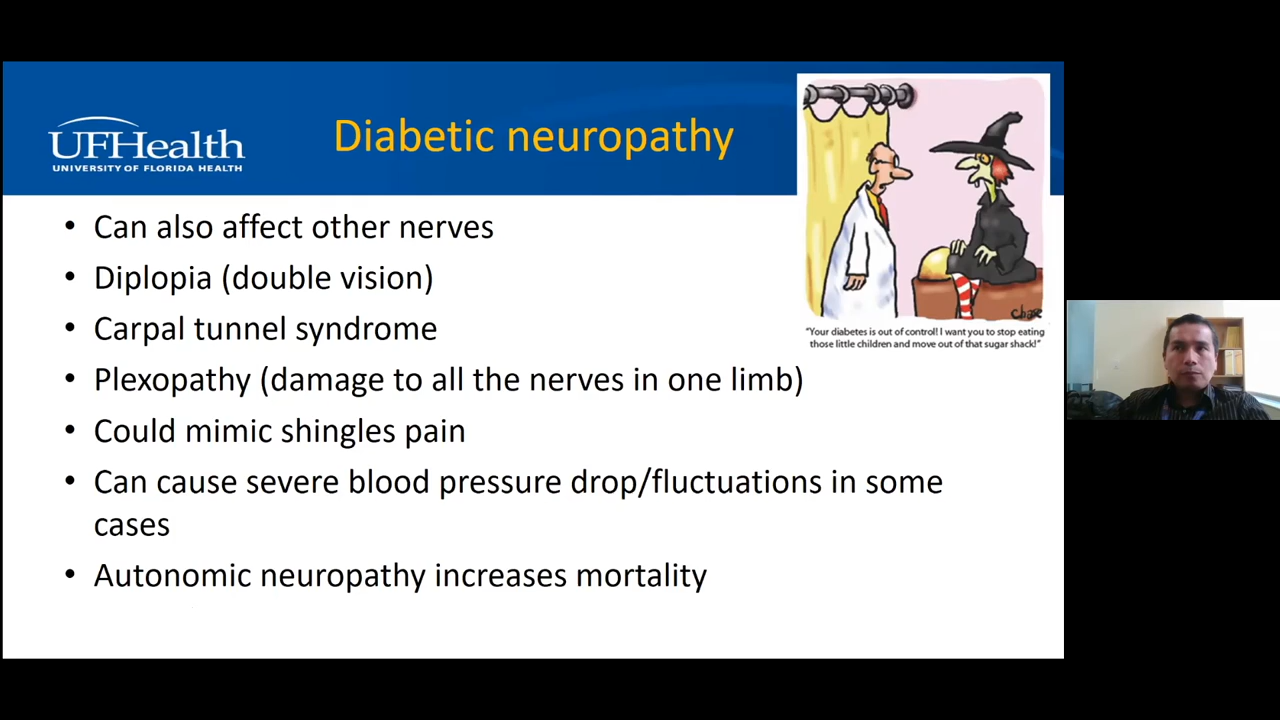 UFHealth
UNIVERSITY OF FLORIDA HEALTH
Diabetic neuropathy
• Can also affect other nerves
• Diplopia (double vision)
• Carpal tunnel syndrome
• Plexopathy (damage to all the nerves in one limb)
• Could mimic shingles pain
• Can cause severe blood pressure drop/fluctuations in some
cases
• Autonomic neuropathy increases mortality
chase
"Your diabetes is out of control! I want you to stop eating
those little children and move out of that sugar shack!"